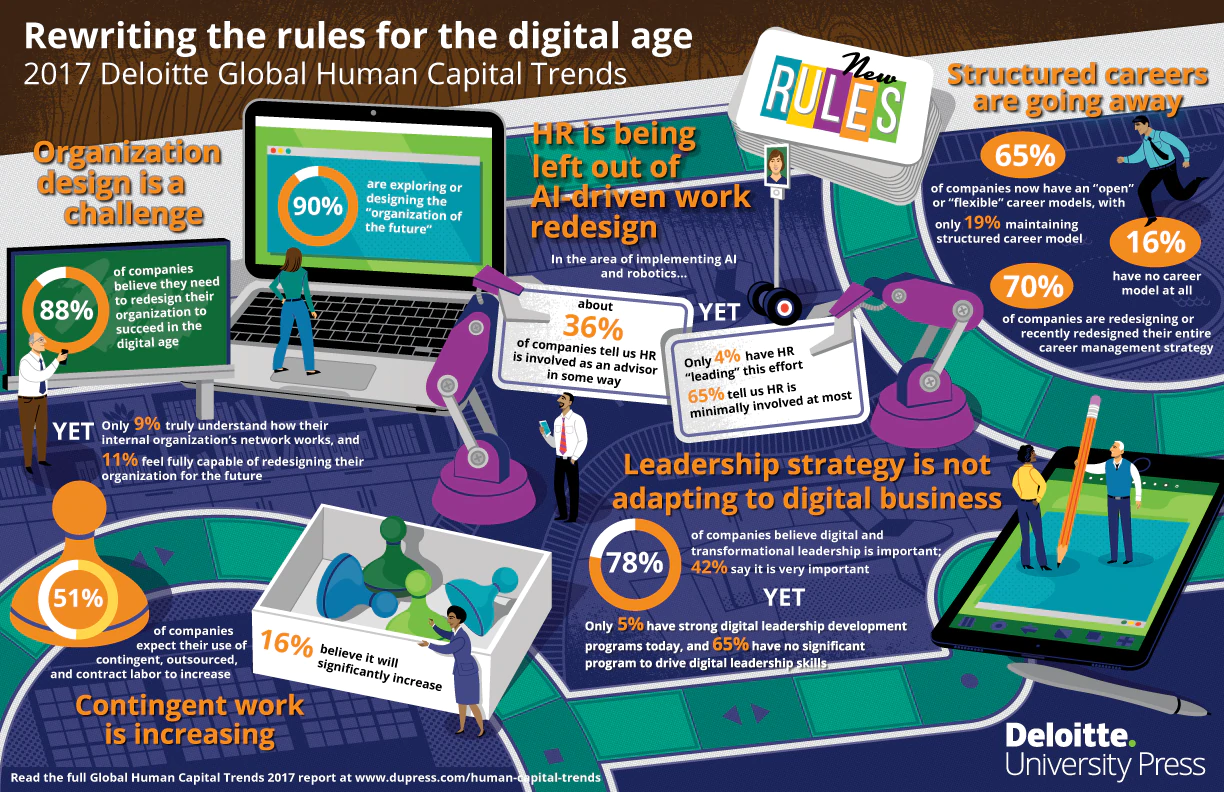 Rewriting the rules for the digital age
2017 Deloitte Global Human Capital Trends
Organization
design is a
challenge
88%
of companies
believe they need
to redesign their
organization to
succeed in the
digital age
90%
are exploring or
designing the
“organization of
the future”
YET
Only 9% truly understand how their
internal organization’s network works, and
11% feel fully capable of redesigning their
organization for the future
HR is being
left out of
AI-driven work
redesign
In the area of implementing AI
and robotics...
about
36%
of companies tell us HR
is involved as an advisor
in some way
YET
Only 4% have HR
“leading” this effort
65% tell us HR is
minimally involved at most
New
RULES
Structured careers
are going away
65%
of companies now have an “open”
or “flexible” career models, with
only 19% maintaining
structured career model
16%
have no career
model at all
70%
of companies are redesigning or
recently redesigned their entire
career management strategy
Leadership strategy is not
adapting to digital business
78%
of companies believe digital and
transformational leadership is important;
42% say it is very important
YET
Only 5% have strong digital leadership development
programs today, and 65% have no significant
program to drive digital leadership skills
51%
of companies
expect their use of
contingent, outsourced,
and contract labor to increase
16% believe it will
significantly increase
Contingent work
is increasing
Read the full Global Human Capital Trends 2017 report at www.dupress.com/human-capital-trends
Deloitte.
University Press